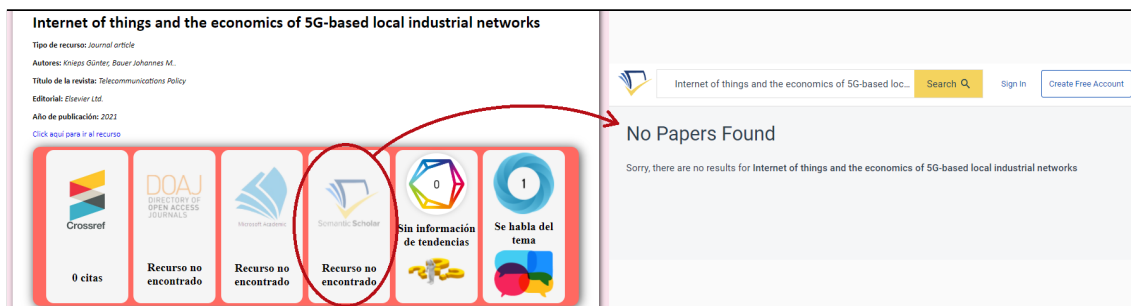 Internet of things and the economics of 5G-based local industrial networks
Tipo de recurso: Journal article
Autores: Knieps Günter, Bauer Johannes M..
Título de la revista: Telecommunications Policy
Editorial: Elsevier Ltd.
Año de publicación: 2021
Click aquí para ir al recurso
Crossref
0 citas
DOAJ
DIRECTORY OF
OPEN ACCESS
JOURNALS
Recurso no
encontrado
Microsoft Academic
Recurso no
encontrado
Semantic Scholar
Recurso no
encontrado
0
Sin información
de tendencias
1
Se habla del
tema
Internet of things and the economics of 5G-based loc...
Search
Sign In
Create Free Account
No Papers Found
Sorry, there are no results for Internet of things and the economics of 5G-based local industrial networks